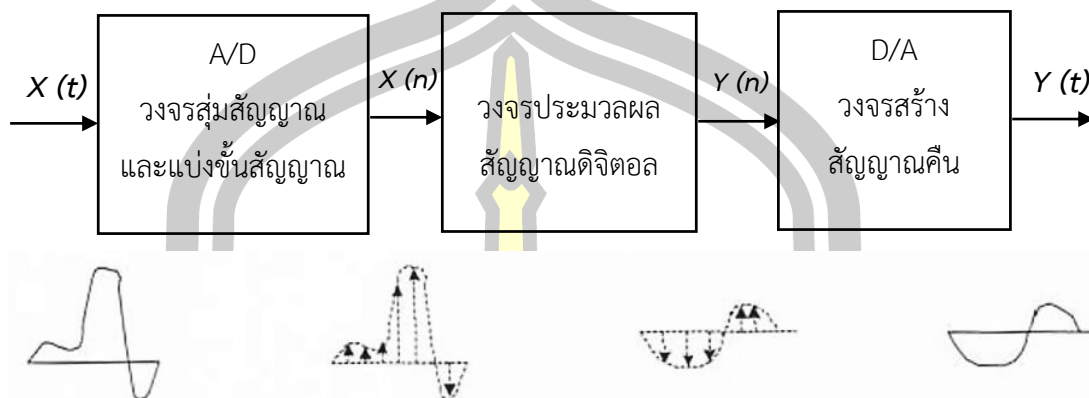 X (t)
A/D
วงจรสุ่มสัญญาณ
และแบ่งขั้นสัญญาณ
X (n)
วงจรประมวลผล
สัญญาณดิจิตอล
Y (n)
D/A
วงจรสร้าง
สัญญาณคืน
Y (t)